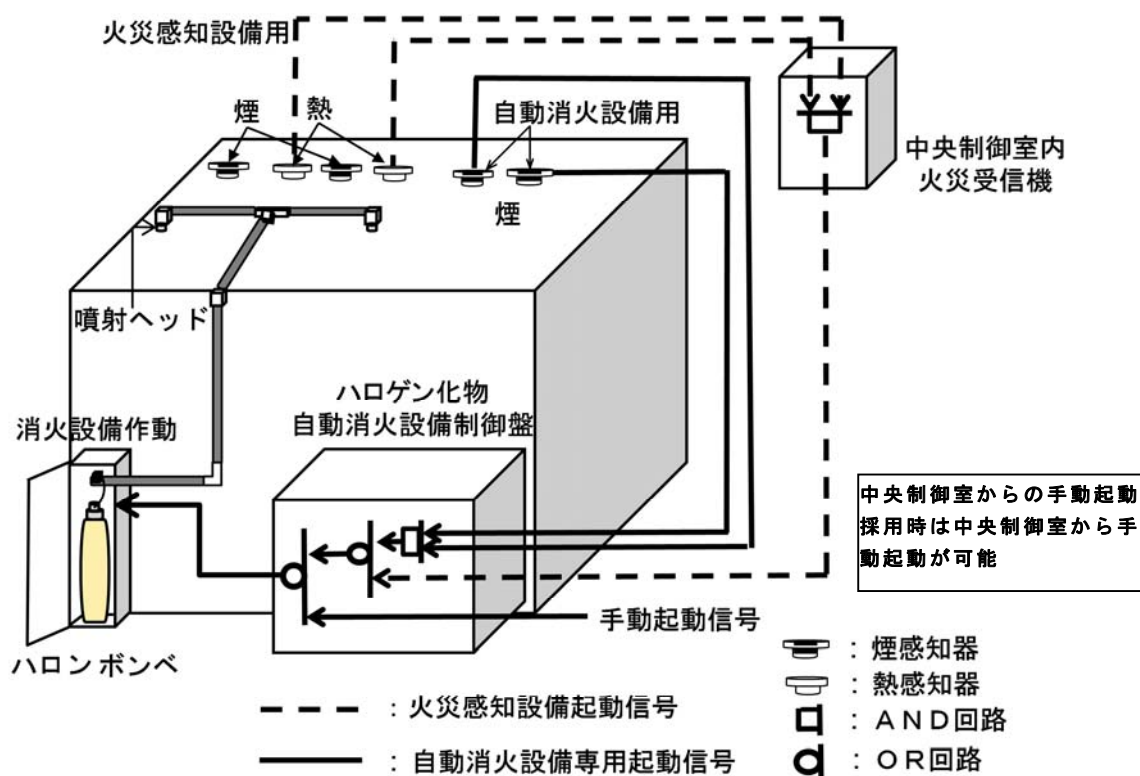 火災感知設備用
煙
熱
自動消火設備用
煙
中央制御室内
火災受信機
噴射ヘッド
ハロゲン化物
自動消火設備制御盤
消火設備作動
中央制御室からの手動起動
採用時は中央制御室から手
動起動が可能
手動起動信号
ハロン ボンベ
：煙感知器
：熱感知器
：AND回路
：OR回路
：火災感知設備起動信号
：自動消火設備専用起動信号